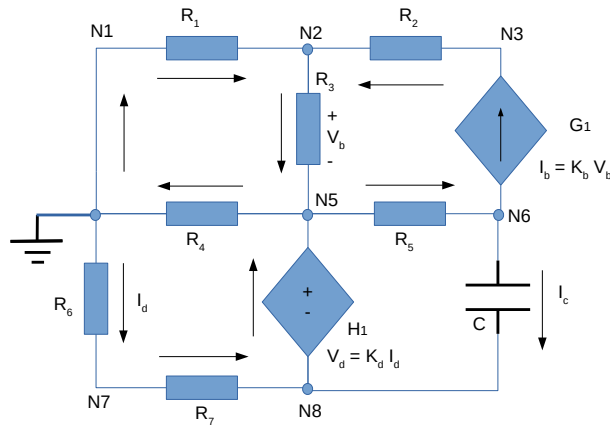 N1
R1
N2
R2
N3
R3
+
Vb
-
G1
Ib = Kb Vb
N5
N6
R4
R5
R6
Id
+
-
H1
Vd = Kd Id
C
Ic
N7
R7
N8